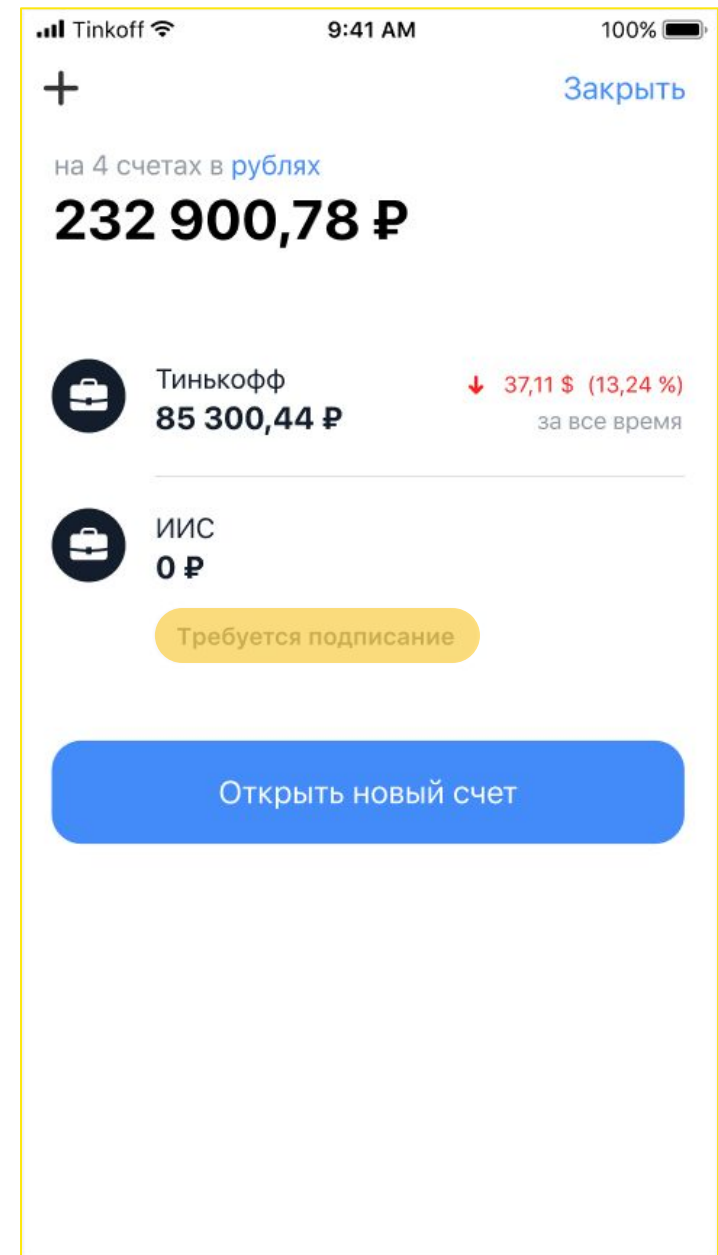 Tinkoff 9:41 AM 100%
Закрыть
на 4 счетах в рублях
232 900,78 ₽
Тинькофф
85 300,44 ₽
37,11 $ (13,24 %)
за все время
ИИС
0 ₽
Требуется подписание
Открыть новый счет